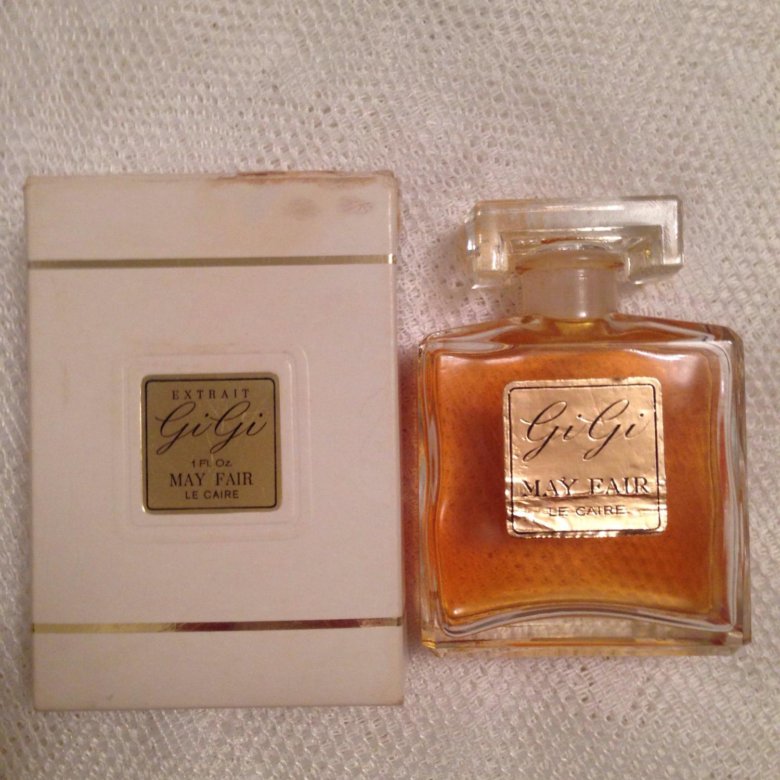 EXTRAIT
GiGi
1 Fl. Oz.
MAY FAIR
LE CAIRE
GiGi
MAY FAIR
LE CAIRE